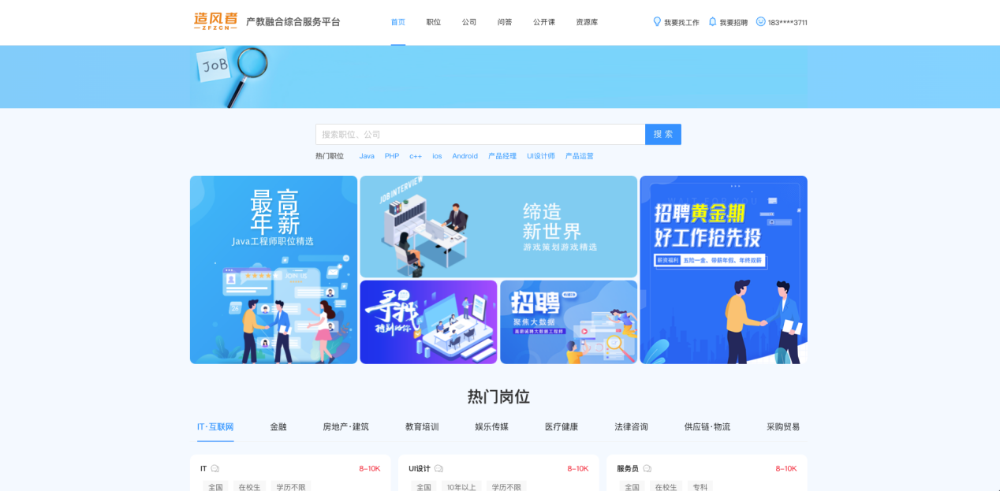 造风者
ZFZCN
产教融合综合服务平台
首页
职位
公司
问答
公开课
资源库
我要找工作
我要招聘
183****3711
JOB
搜索职位、公司
搜 索
热门职位
Java
PHP
c++
ios
Android
产品经理
UI设计师
产品运营
最高
年薪
Java工程师职位精选
JOIN US
JOB INTERVIEW
缔造
新世界
游戏策划游戏精选
寻找
特别的你
招聘
聚焦大数据
高薪诚聘大数据工程师
WAIT FOR YOU
招聘黄金期
好工作抢先投
薪资福利
五险一金、带薪年假、年终双薪
热门岗位
IT·互联网
金融
房地产·建筑
教育培训
娱乐传媒
医疗健康
法律咨询
供应链·物流
采购贸易
IT
8~10K
全国
在校生
学历不限
UI设计
8~10K
全国
10年以上
学历不限
服务员
8~10K
全国
在校生
专科